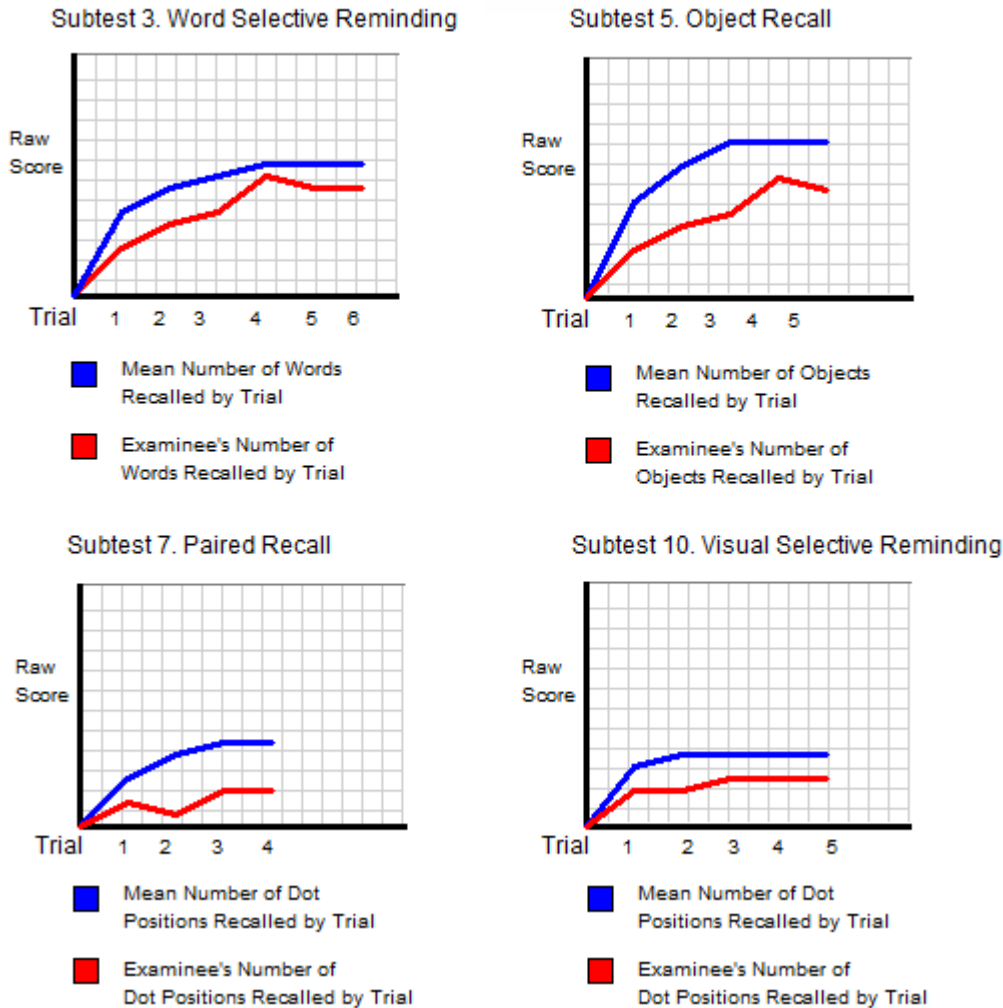 Subtest 3. Word Selective Reminding
Raw
Score
Trial 1 2 3 4 5 6
Mean Number of Words
Recalled by Trial
Examinee's Number of
Words Recalled by Trial
Subtest 5. Object Recall
Raw
Score
Trial 1 2 3 4 5
Mean Number of Objects
Recalled by Trial
Examinee's Number of
Objects Recalled by Trial
Subtest 7. Paired Recall
Raw
Score
Trial 1 2 3 4
Mean Number of Dot
Positions Recalled by Trial
Examinee's Number of
Dot Positions Recalled by Trial
Subtest 10. Visual Selective Reminding
Raw
Score
Trial 1 2 3 4 5
Mean Number of Dot
Positions Recalled by Trial
Examinee's Number of
Dot Positions Recalled by Trial